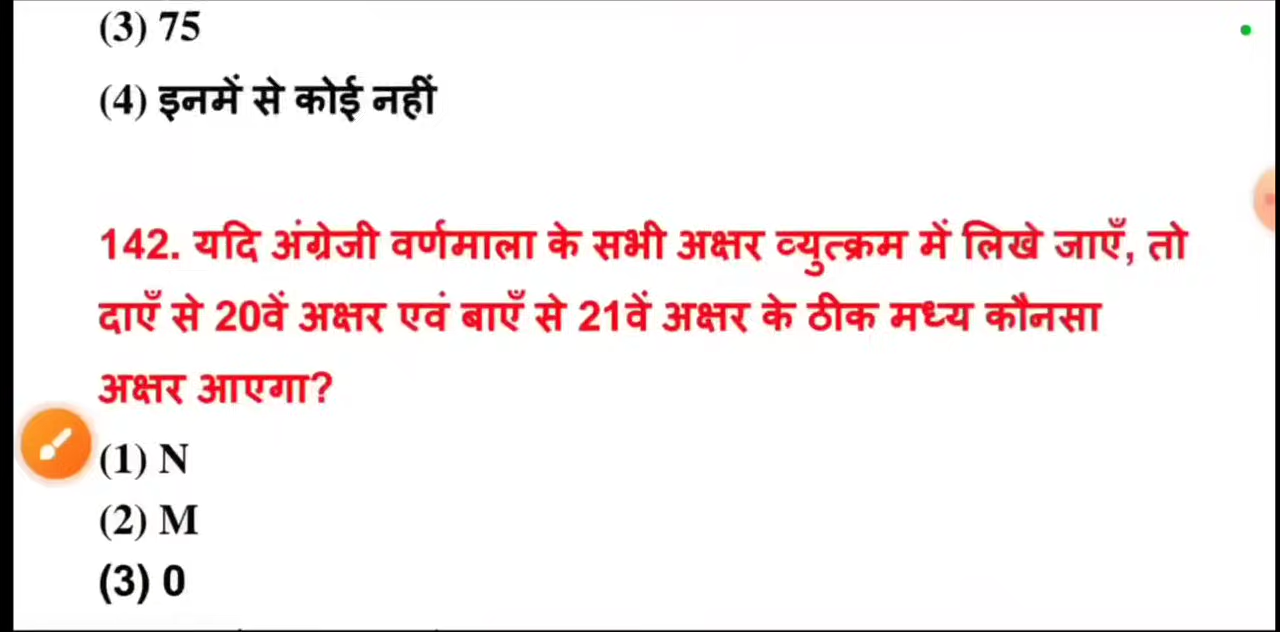 (3) 75
(4) इनमें से कोई नहीं
142. यदि अंग्रेजी वर्णमाला के सभी अक्षर व्युत्क्रम में लिखे जाएँ, तो
दाएँ से 20वें अक्षर एवं बाएँ से 21वें अक्षर के ठीक मध्य कौनसा
अक्षर आएगा?
(1) N
(2) M
(3) 0